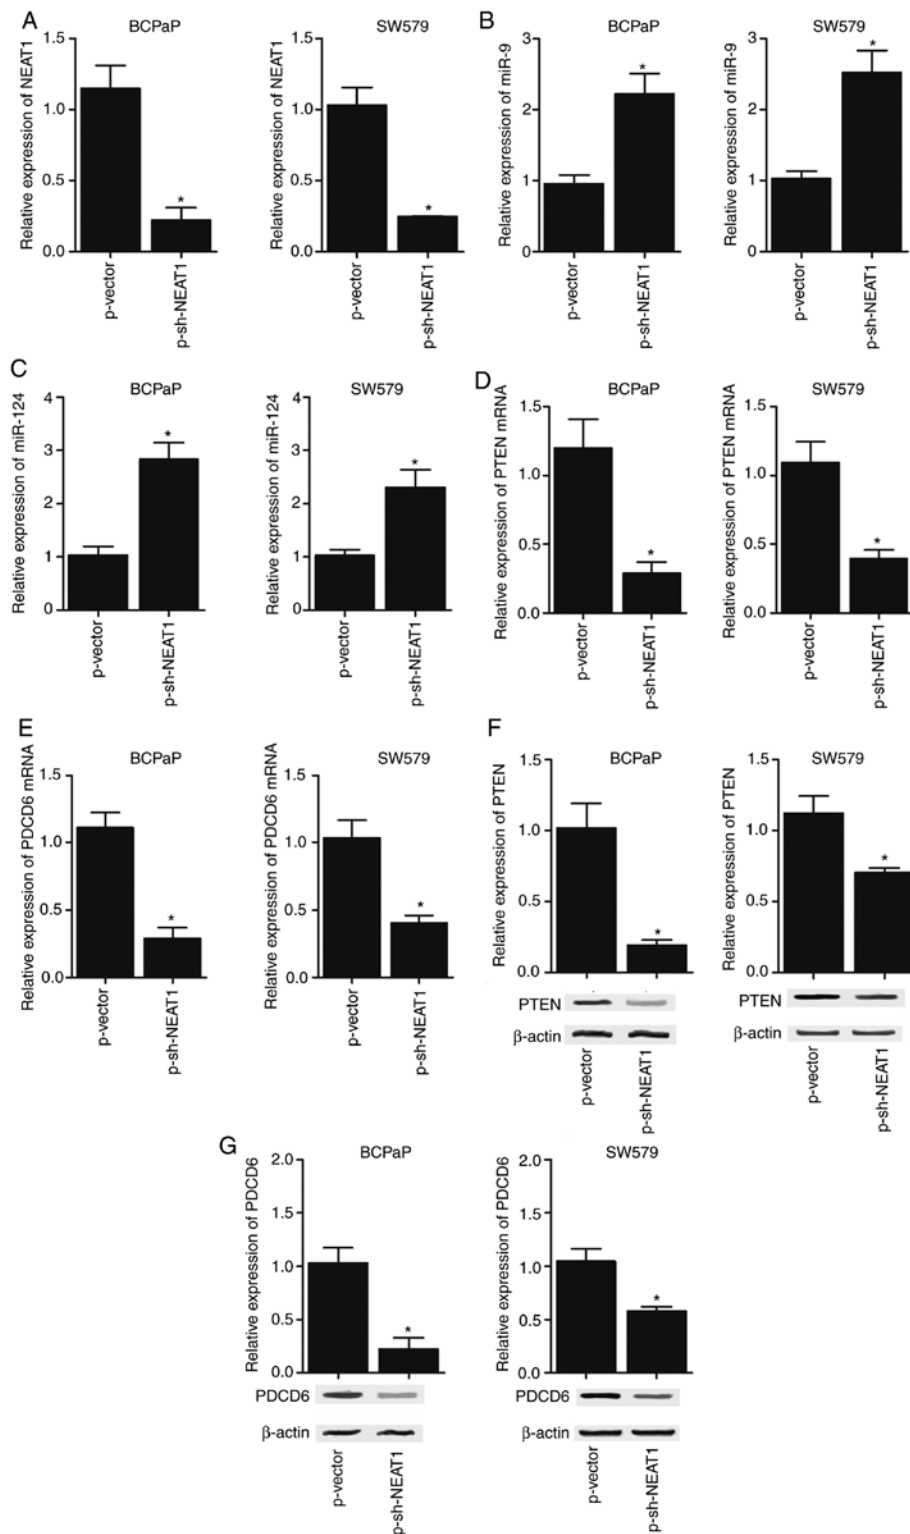 A
BCPaP
Relative expression of NEAT1
1.5
1.0
0.5
0.0
*
p-vector
p-sh-NEAT1
SW579
Relative expression of NEAT1
1.5
1.0
0.5
0.0
*
p-vector
p-sh-NEAT1
B
BCPaP
Relative expression of miR-9
3
2
1
0
*
p-vector
p-sh-NEAT1
SW579
Relative expression of miR-9
3
2
1
0
*
p-vector
p-sh-NEAT1
C
BCPaP
Relative expression of miR-124
4
3
2
1
0
*
p-vector
p-sh-NEAT1
SW579
Relative expression of miR-124
4
3
2
1
0
*
p-vector
p-sh-NEAT1
D
BCPaP
Relative expression of PTEN mRNA
1.5
1.0
0.5
0.0
*
p-vector
p-sh-NEAT1
SW579
Relative expression of PTEN mRNA
1.5
1.0
0.5
0.0
*
p-vector
p-sh-NEAT1
E
BCPaP
Relative expression of PDCD6 mRNA
1.5
1.0
0.5
0.0
*
p-vector
p-sh-NEAT1
SW579
Relative expression of PDCD6 mRNA
1.5
1.0
0.5
0.0
*
p-vector
p-sh-NEAT1
F
BCPaP
Relative expression of PTEN
1.5
1.0
0.5
0.0
*
PTEN
β-actin
p-vector
p-sh-NEAT1
SW579
Relative expression of PTEN
1.5
1.0
0.5
0.0
*
PTEN
β-actin
p-vector
p-sh-NEAT1
G
BCPaP
Relative expression of PDCD6
2.0
1.5
1.0
0.5
0.0
*
PDCD6
β-actin
p-vector
p-sh-NEAT1
SW579
Relative expression of PDCD6
2.0
1.5
1.0
0.5
0.0
*
PDCD6
β-actin
p-vector
p-sh-NEAT1